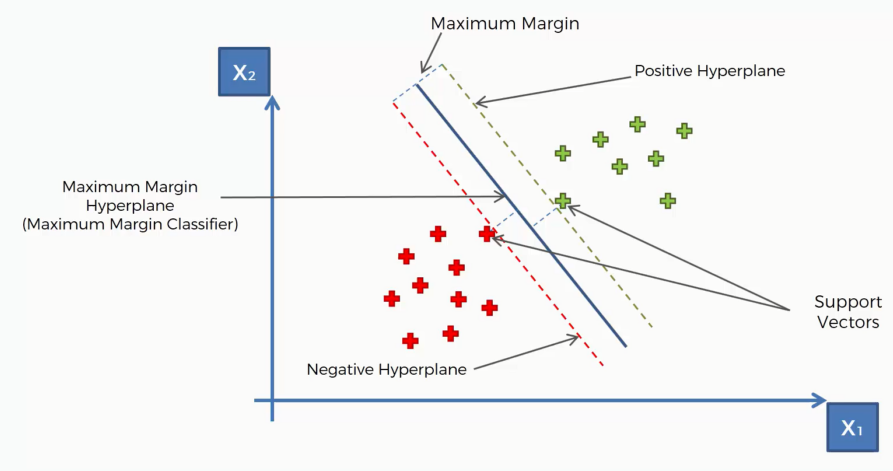 Maximum Margin
X₂
Positive Hyperplane
Maximum Margin
Hyperplane
(Maximum Margin Classifier)
Support
Vectors
Negative Hyperplane
X₁